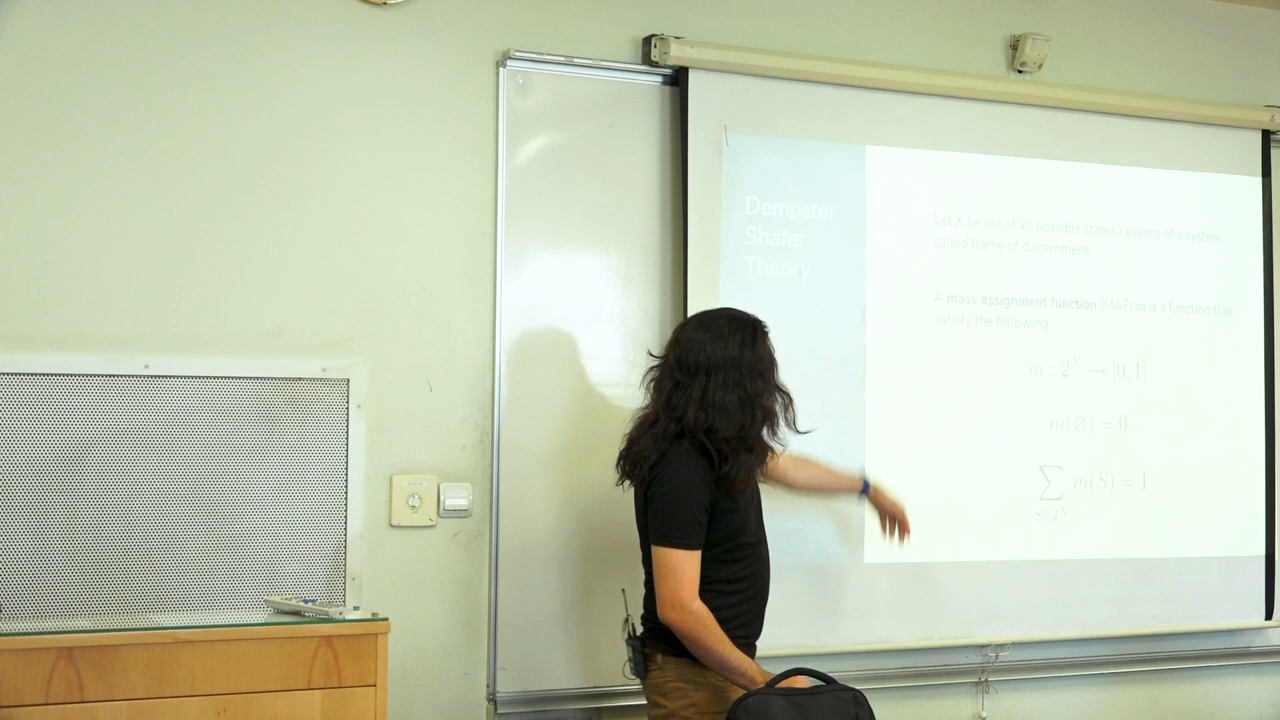 Dempster
Shafer
Theory
Let X be set of all possible states / events of a system,
called frame of discernment.
A mass assignment function (MAF) m is a function that
satisfy the following:
m : 2^X → [0, 1]
m(∅) = 0
∑_{S∈2^X} m(S) = 1